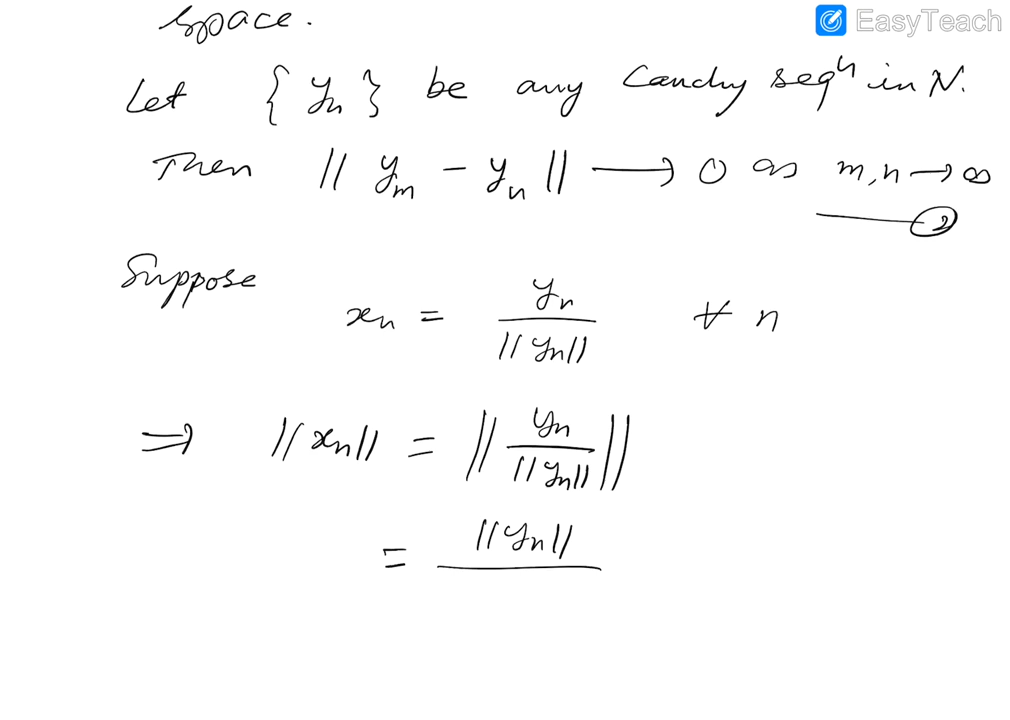 EasyTeach
space.
Let { yₙ } be any Cauchy seqⁿ in N.
Then || yₘ - yₙ || ⟶ 0 as m,n → ∞
—— ②
Suppose
xₙ = yₙ / ||yₙ|| ∀ n
⇒ ||xₙ|| = || yₙ / ||yₙ|| ||
= ||yₙ||